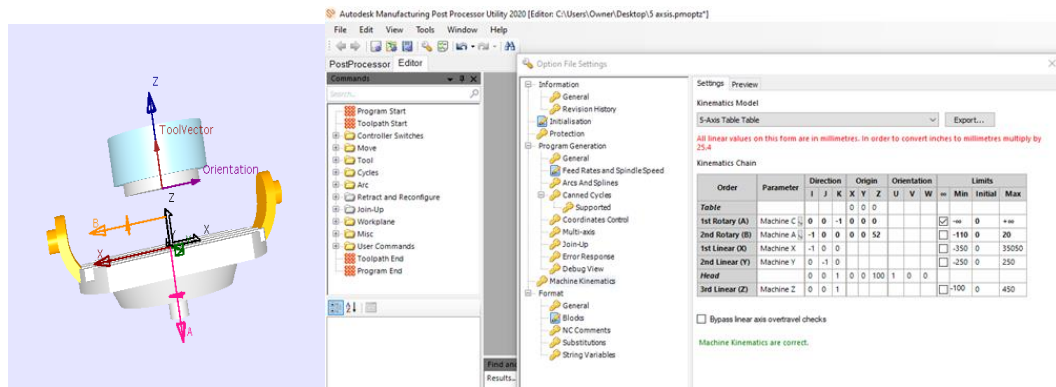 Z
ToolVector
Orientation
Z
B
X
X
A
Autodesk Manufacturing Post Processor Utility 2020 [Editor: C:\Users\Owner\Desktop\5 axsis.pmoptz*]
File Edit View Tools Window Help
PostProcessor Editor
Commands
Search...
Program Start
Toolpath Start
Controller Switches
Move
Tool
Cycles
Arc
Retract and Reconfigure
Join-Up
Workplane
Misc
User Commands
Toolpath End
Program End
Results...
Option File Settings
Information
General
Revision History
Initialisation
Protection
Program Generation
General
Feed Rates and Spindle Speed
Arcs And Splines
Canned Cycles
Supported
Coordinates Control
Multi-axis
Join-Up
Error Response
Debug View
Machine Kinematics
Format
General
Blocks
NC Comments
Substitutions
String Variables
Settings Preview
Kinematics Model
5-Axis Table Table Export...
All linear values on this form are in millimetres. In order to convert inches to millimetres multiply by
25.4
Kinematics Chain
Order Parameter Direction Origin Orientation Limits
I J K X Y Z U V W ∞ Min Initial Max
Table 0 0 0
1st Rotary (A) Machine C 0 0 -1 0 0 0 -∞ 0 +∞
2nd Rotary (B) Machine A -1 0 0 0 0 52 -110 0 20
1st Linear (X) Machine X -1 0 0 -350 0 35050
2nd Linear (Y) Machine Y 0 -1 0 -250 0 250
Head 0 0 1 0 0 100 1 0 0
3rd Linear (Z) Machine Z 0 0 1 -100 0 450
Bypass linear axis overtravel checks
Machine Kinematics are correct.